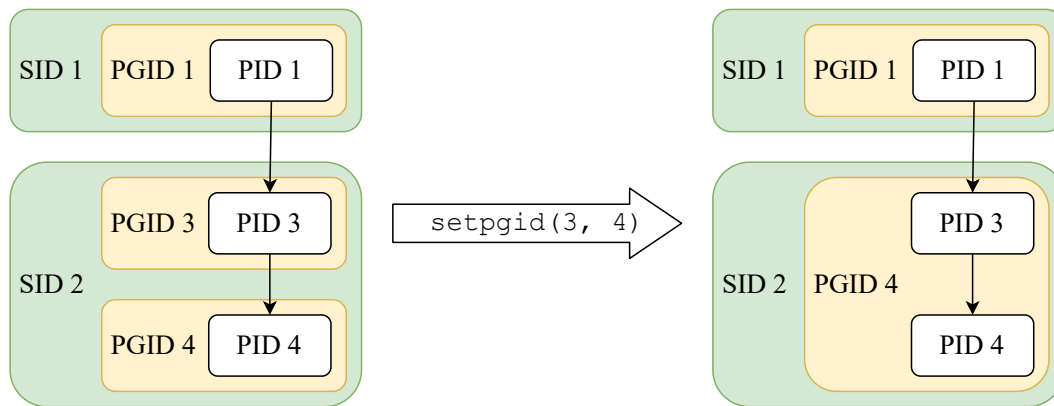 SID 1
PGID 1
PID 1
SID 2
PGID 3
PID 3
PGID 4
PID 4
setpgid(3, 4)
SID 1
PGID 1
PID 1
SID 2
PGID 4
PID 3
PID 4